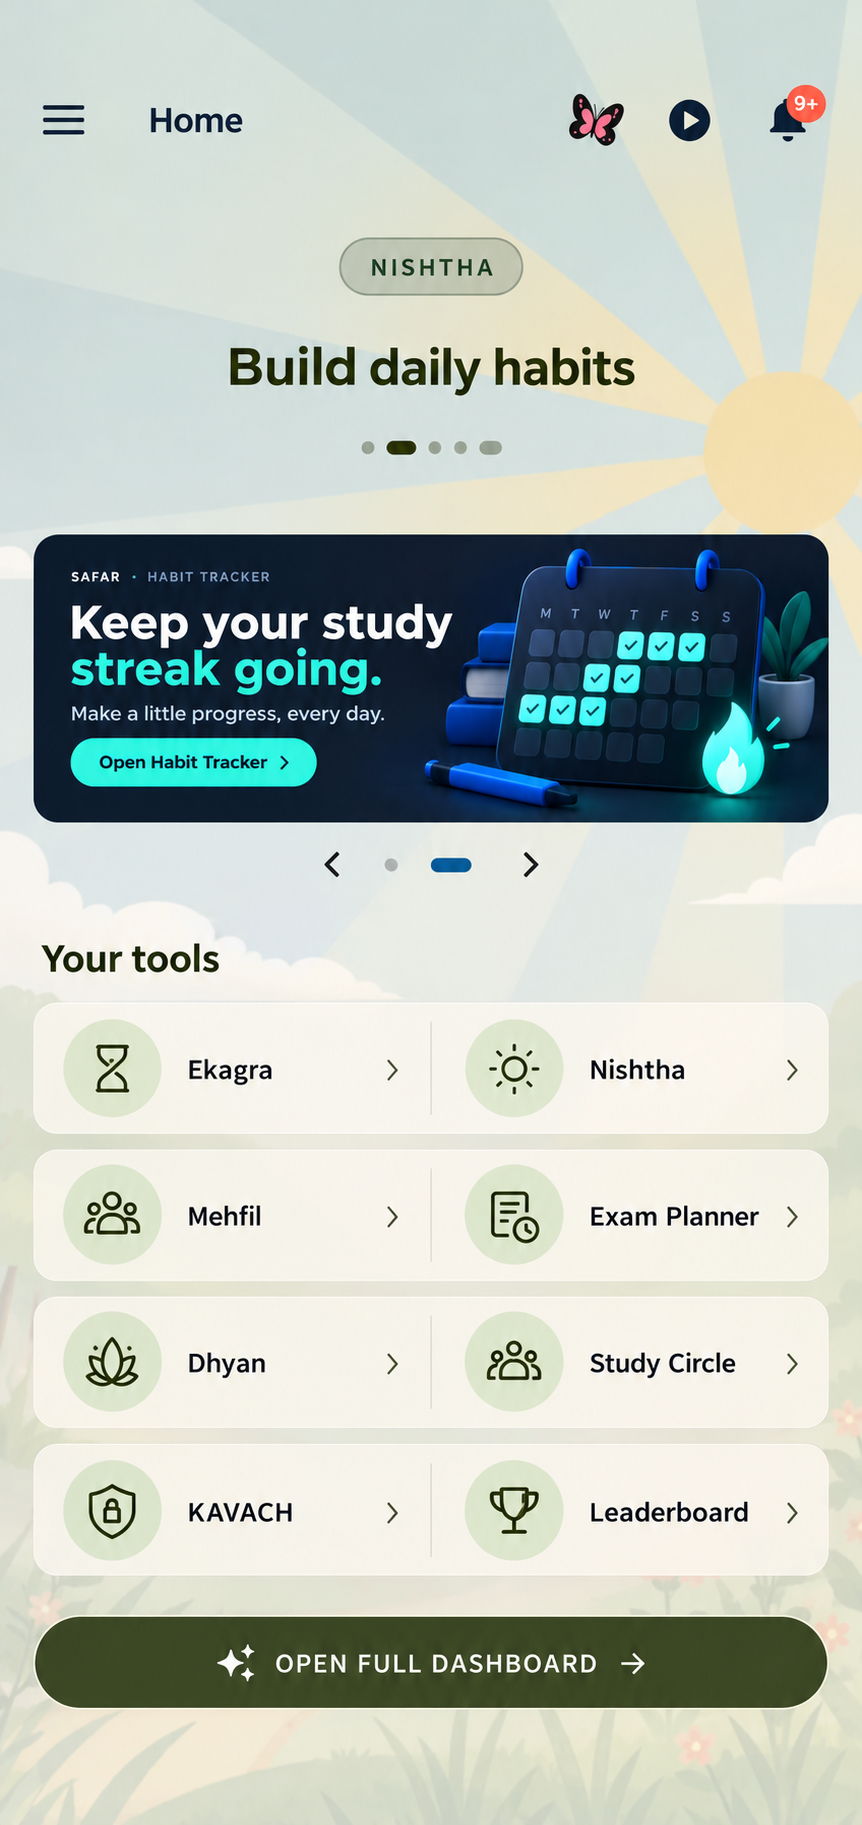 Home
9+
NISHTHA
Build daily habits
SAFAR · HABIT TRACKER
Keep your study
streak going.
Make a little progress, every day.
Open Habit Tracker
M T W T F S S
Your tools
Ekagra
Nishtha
Mehfil
Exam Planner
Dhyan
Study Circle
KAVACH
Leaderboard
OPEN FULL DASHBOARD